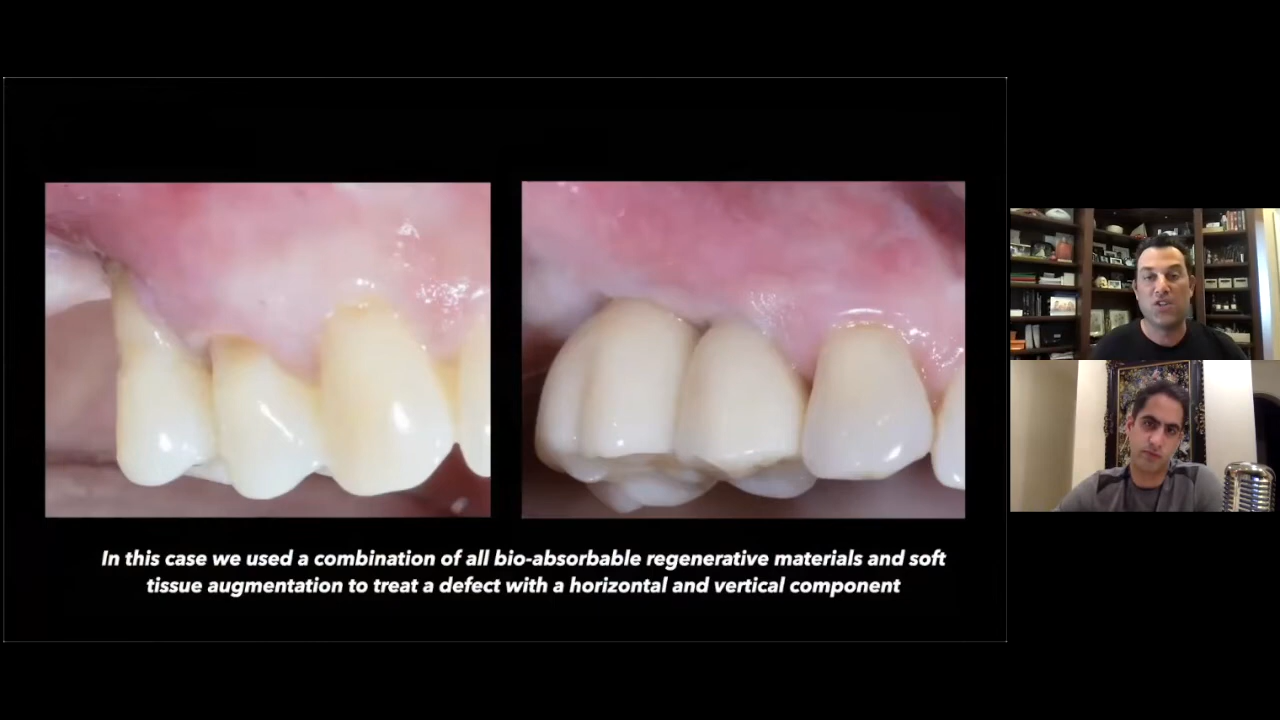 In this case we used a combination of all bio-absorbable regenerative materials and soft
tissue augmentation to treat a defect with a horizontal and vertical component